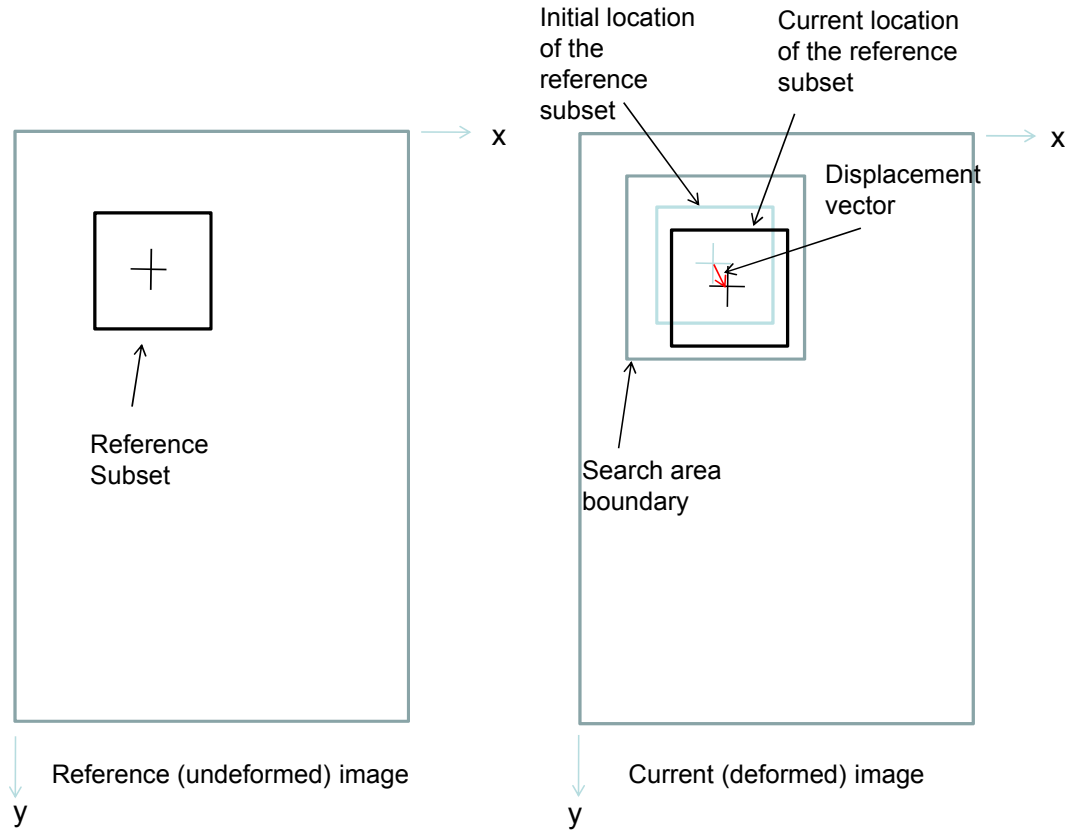 x
Reference
Subset
Reference (undeformed) image
y
Initial location
of the
reference
subset
Current location
of the reference
subset
x
Displacement
vector
Search area
boundary
Current (deformed) image
y